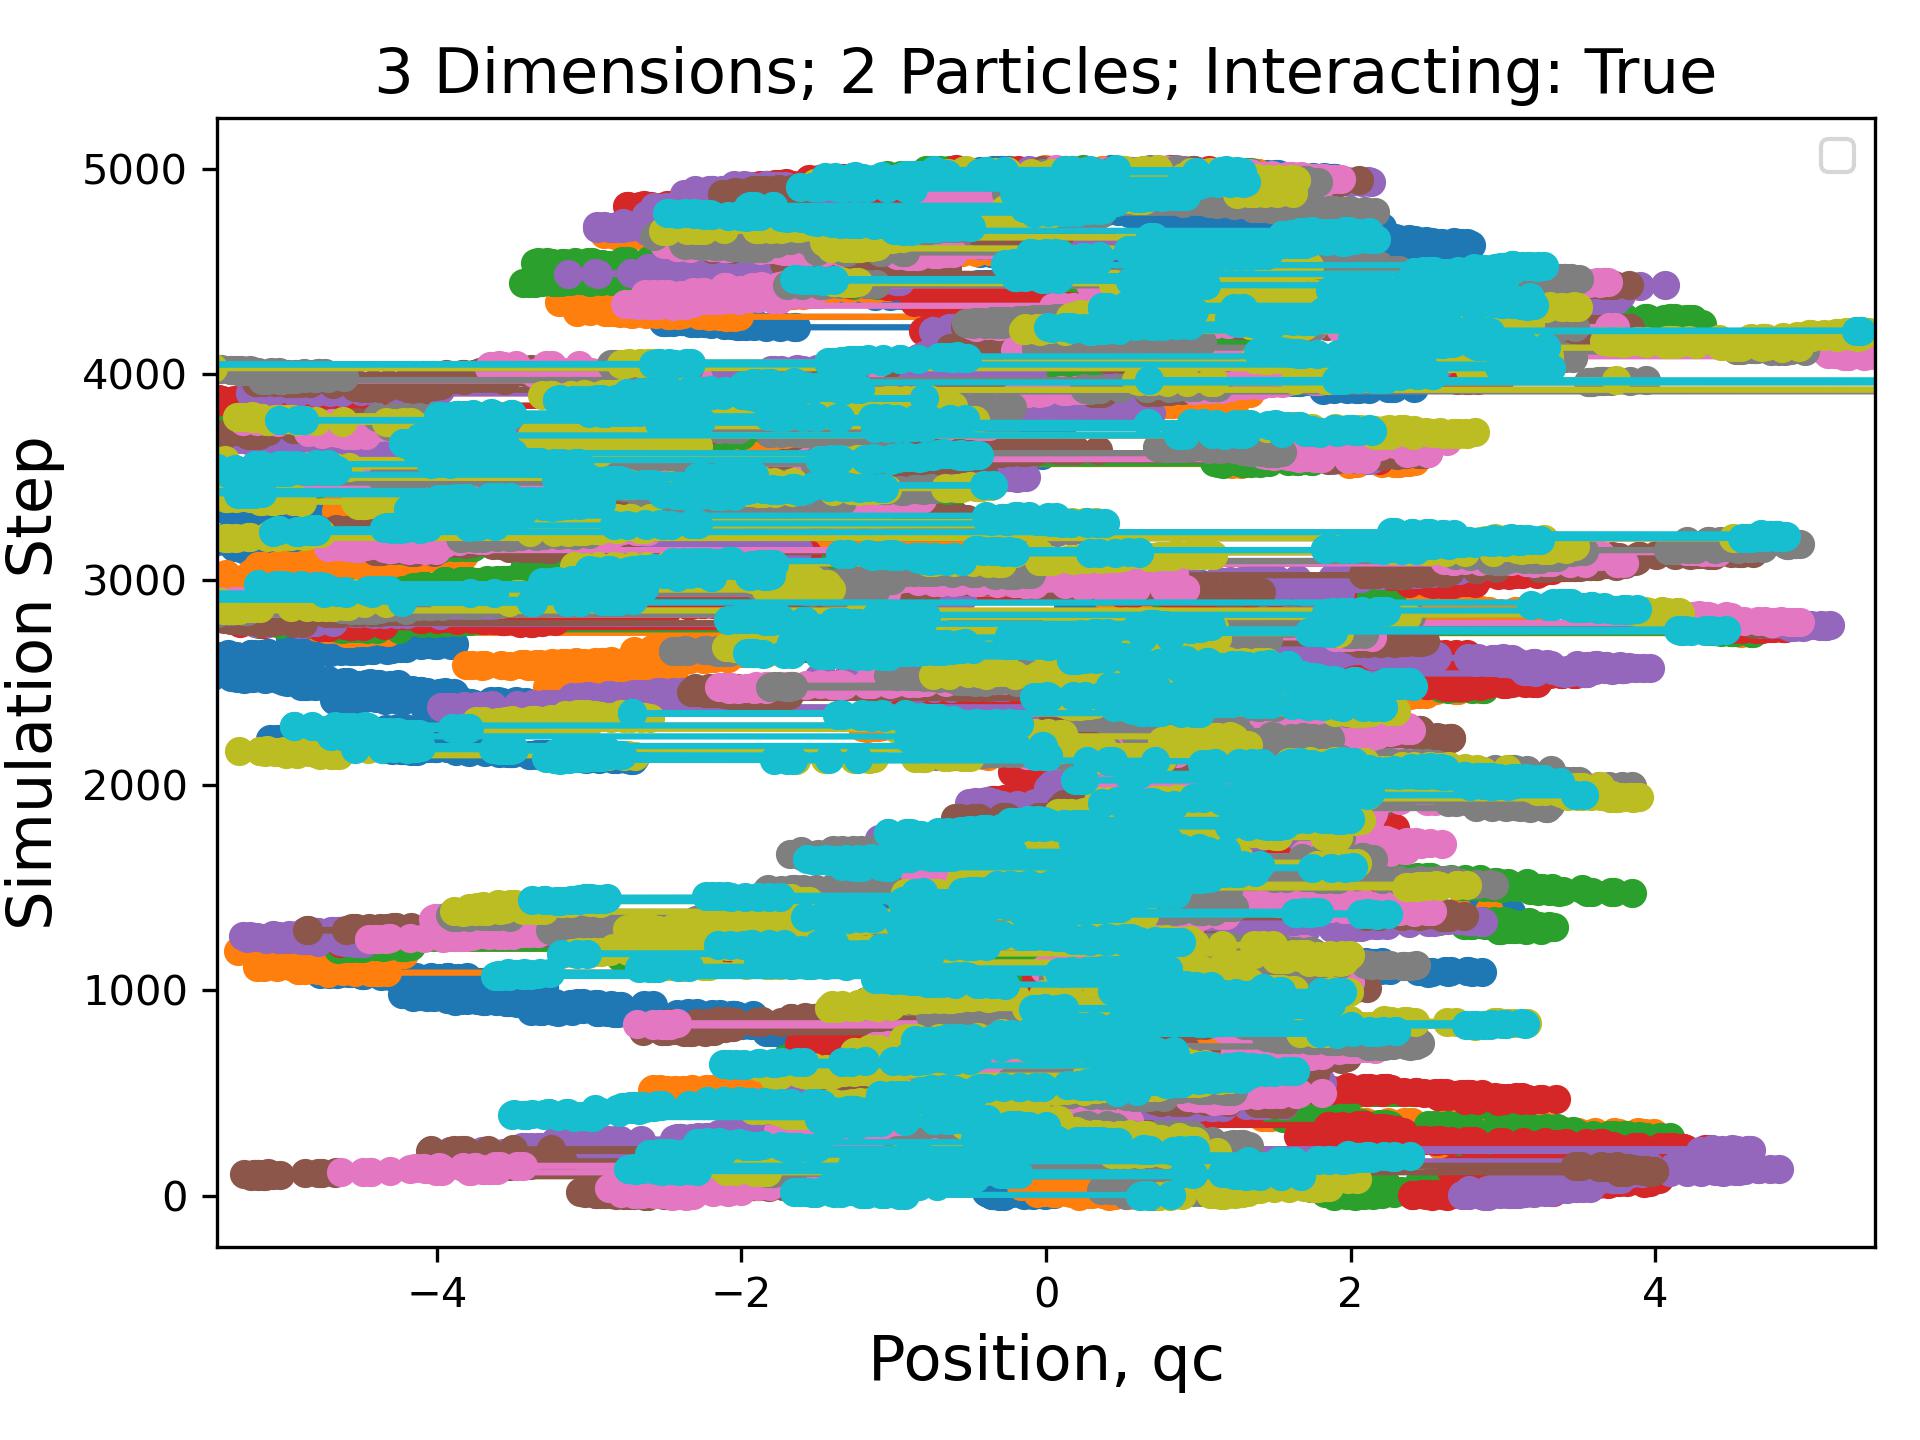 3 Dimensions; 2 Particles; Interacting: True
Simulation Step
5000
4000
3000
2000
1000
0
−4 −2 0 2 4
Position, qc